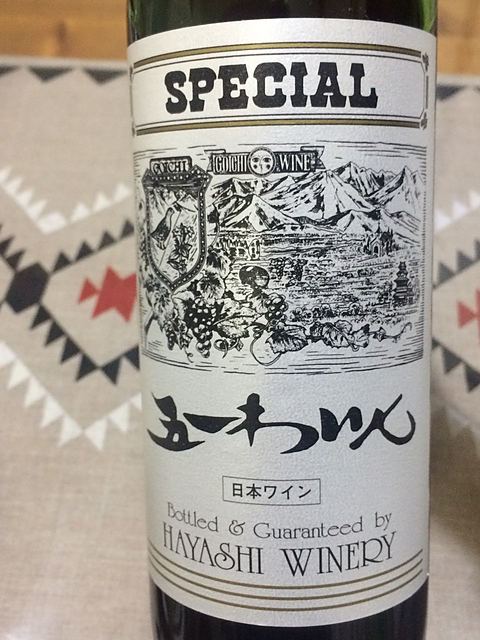 SPECIAL
GOICHI
GOICHI WINE
五一わいん
日本ワイン
Bottled & Guaranteed by
HAYASHI WINERY